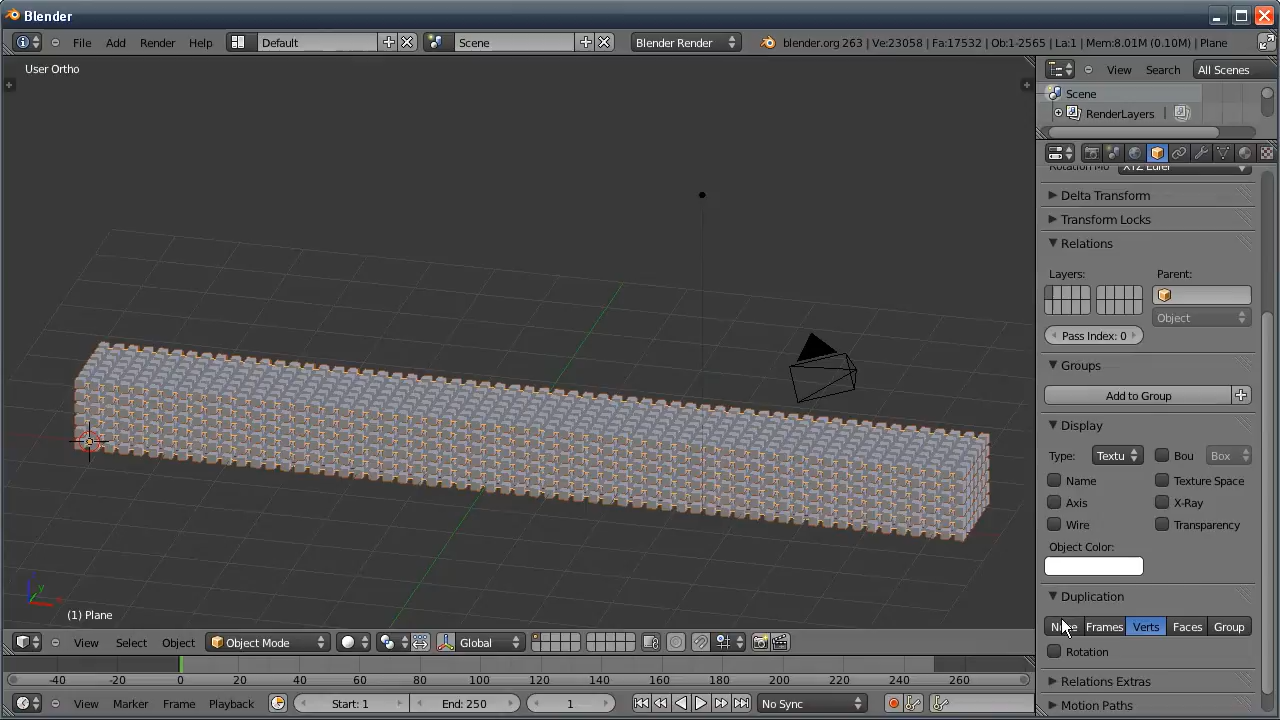 Blender
File Add Render Help Default Scene Blender Render blender.org 263 | Ve:23058 | Fa:17532 | Ob:1-2565 | La:1 | Mem:8.01M (0.10M) | Plane
User Ortho
View Search All Scenes
Scene
RenderLayers |
XYZ Euler
Delta Transform
Transform Locks
Relations
Layers: Parent:
Object
Pass Index: 0
Groups
Add to Group
Display
Type: Textu Bou Box
Name Texture Space
Axis X-Ray
Wire Transparency
Object Color:
Duplication
Frames Verts Faces Group
Rotation
Relations Extras
Motion Paths
y
(1) Plane
View Select Object Object Mode Global
-40 -20 0 20 40 60 80 100 120 140 160 180 200 220 240 260
View Marker Frame Playback Start: 1 End: 250 1 No Sync